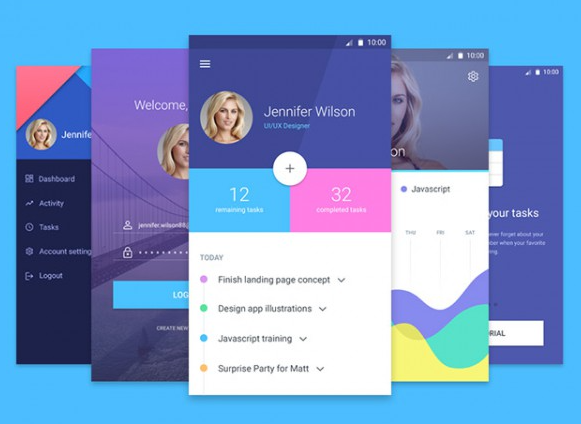 Jennife
Dashboard
Activity
Tasks
Account setting
Logout
Welcome,
jennifer.wilson89
LOG
CREATE NEW
10:00
Jennifer Wilson
UI/UX Designer
12
remaining tasks
32
completed tasks
TODAY
Finish landing page concept
Design app illustrations
Javascript training
Surprise Party for Matt
10:00
on
Javascript
THU
FRI
SAT
10:00
your tasks
ever forget about your
mber when your favorite
ing.
RIAL